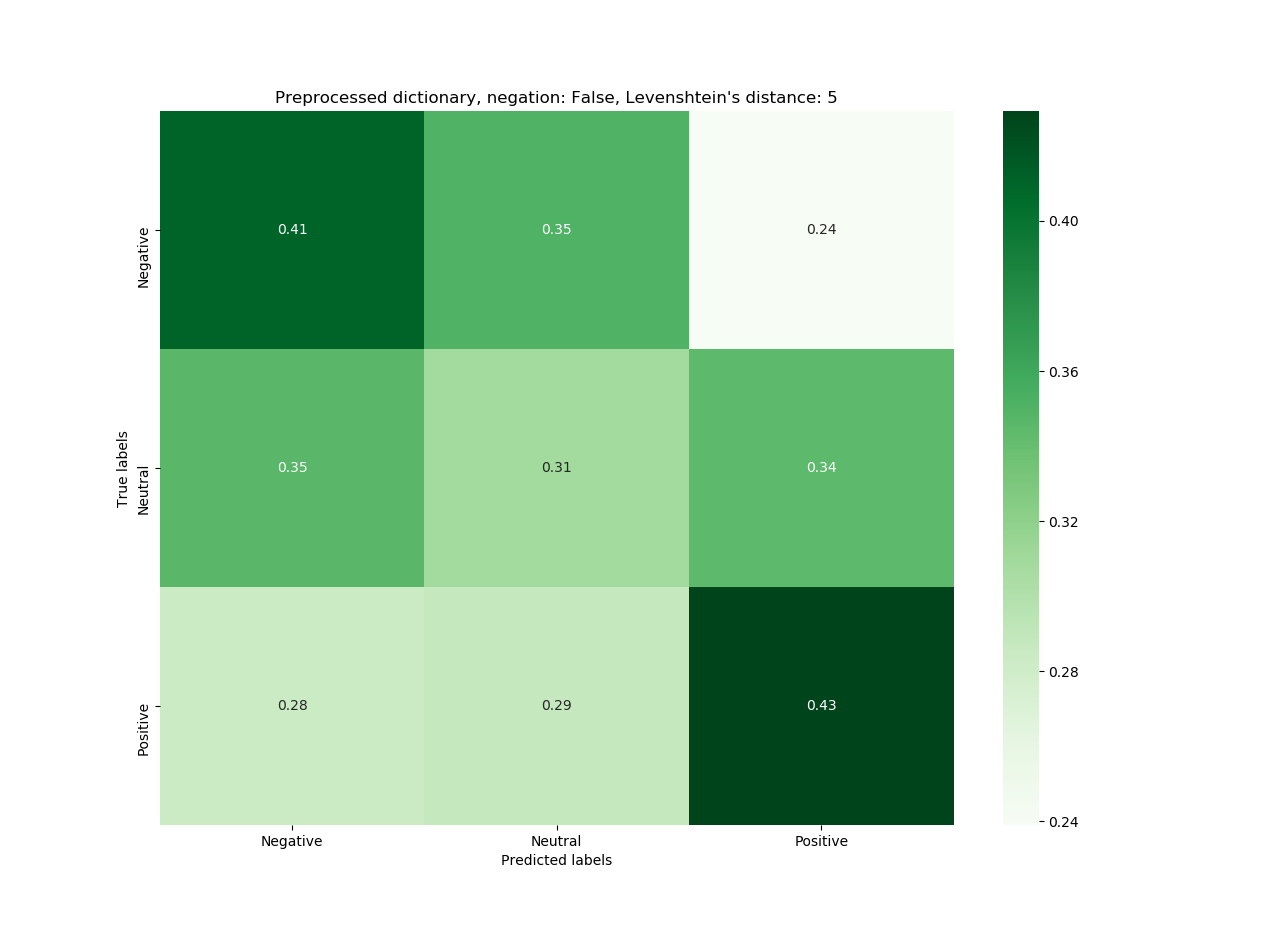 Preprocessed dictionary, negation: False, Levenshtein's distance: 5
True labels
Negative
0.41 0.35 0.24
Neutral
0.35 0.31 0.34
Positive
0.28 0.29 0.43
Negative Neutral Positive
Predicted labels
0.40
0.36
0.32
0.28
0.24